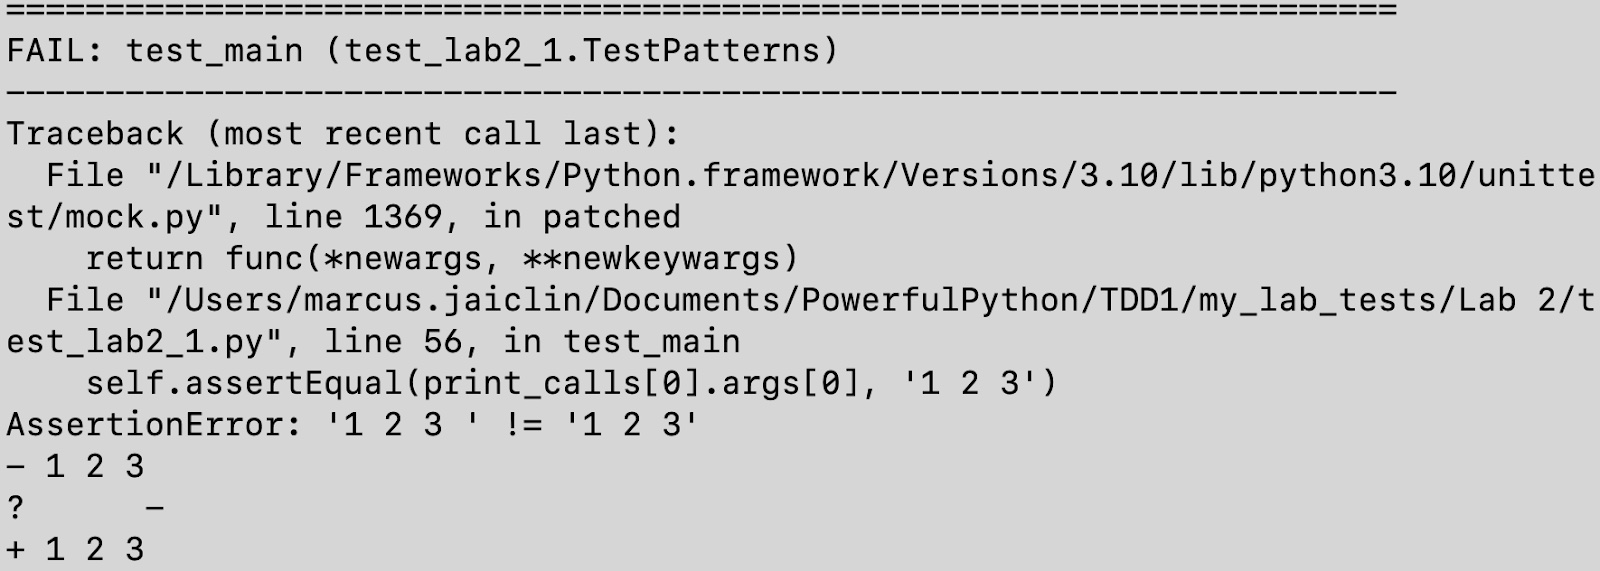 ======================================================================
FAIL: test_main (test_lab2_1.TestPatterns)
----------------------------------------------------------------------
Traceback (most recent call last):
  File "/Library/Frameworks/Python.framework/Versions/3.10/lib/python3.10/unitte
st/mock.py", line 1369, in patched
    return func(*newargs, **newkeywargs)
  File "/Users/marcus.jaiclin/Documents/PowerfulPython/TDD1/my_lab_tests/Lab 2/t
est_lab2_1.py", line 56, in test_main
    self.assertEqual(print_calls[0].args[0], '1 2 3')
AssertionError: '1 2 3 ' != '1 2 3'
- 1 2 3
?      -
+ 1 2 3